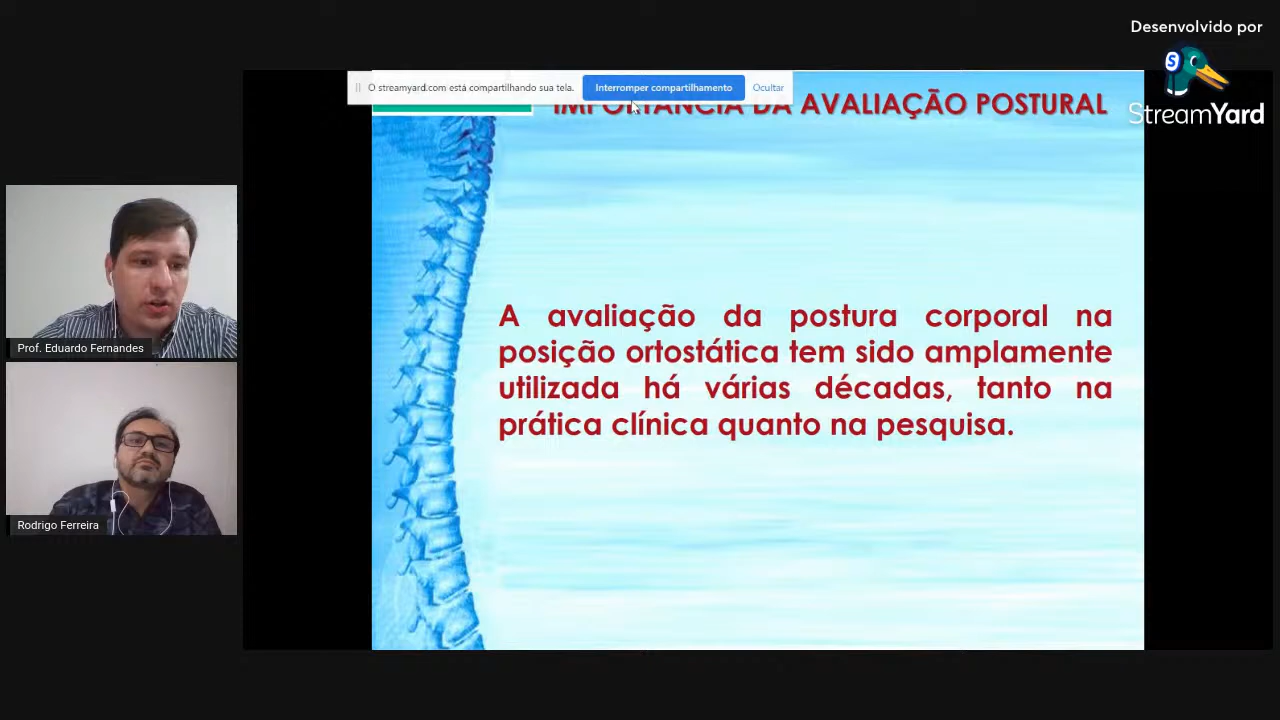 Desenvolvido por
StreamYard
O streamyard.com está compartilhando sua tela.
Interromper compartilhamento
Ocultar
IMPORTÂNCIA DA AVALIAÇÃO POSTURAL
A avaliação da postura corporal na
posição ortostática tem sido amplamente
utilizada há várias décadas, tanto na
prática clínica quanto na pesquisa.
Prof. Eduardo Fernandes
Rodrigo Ferreira